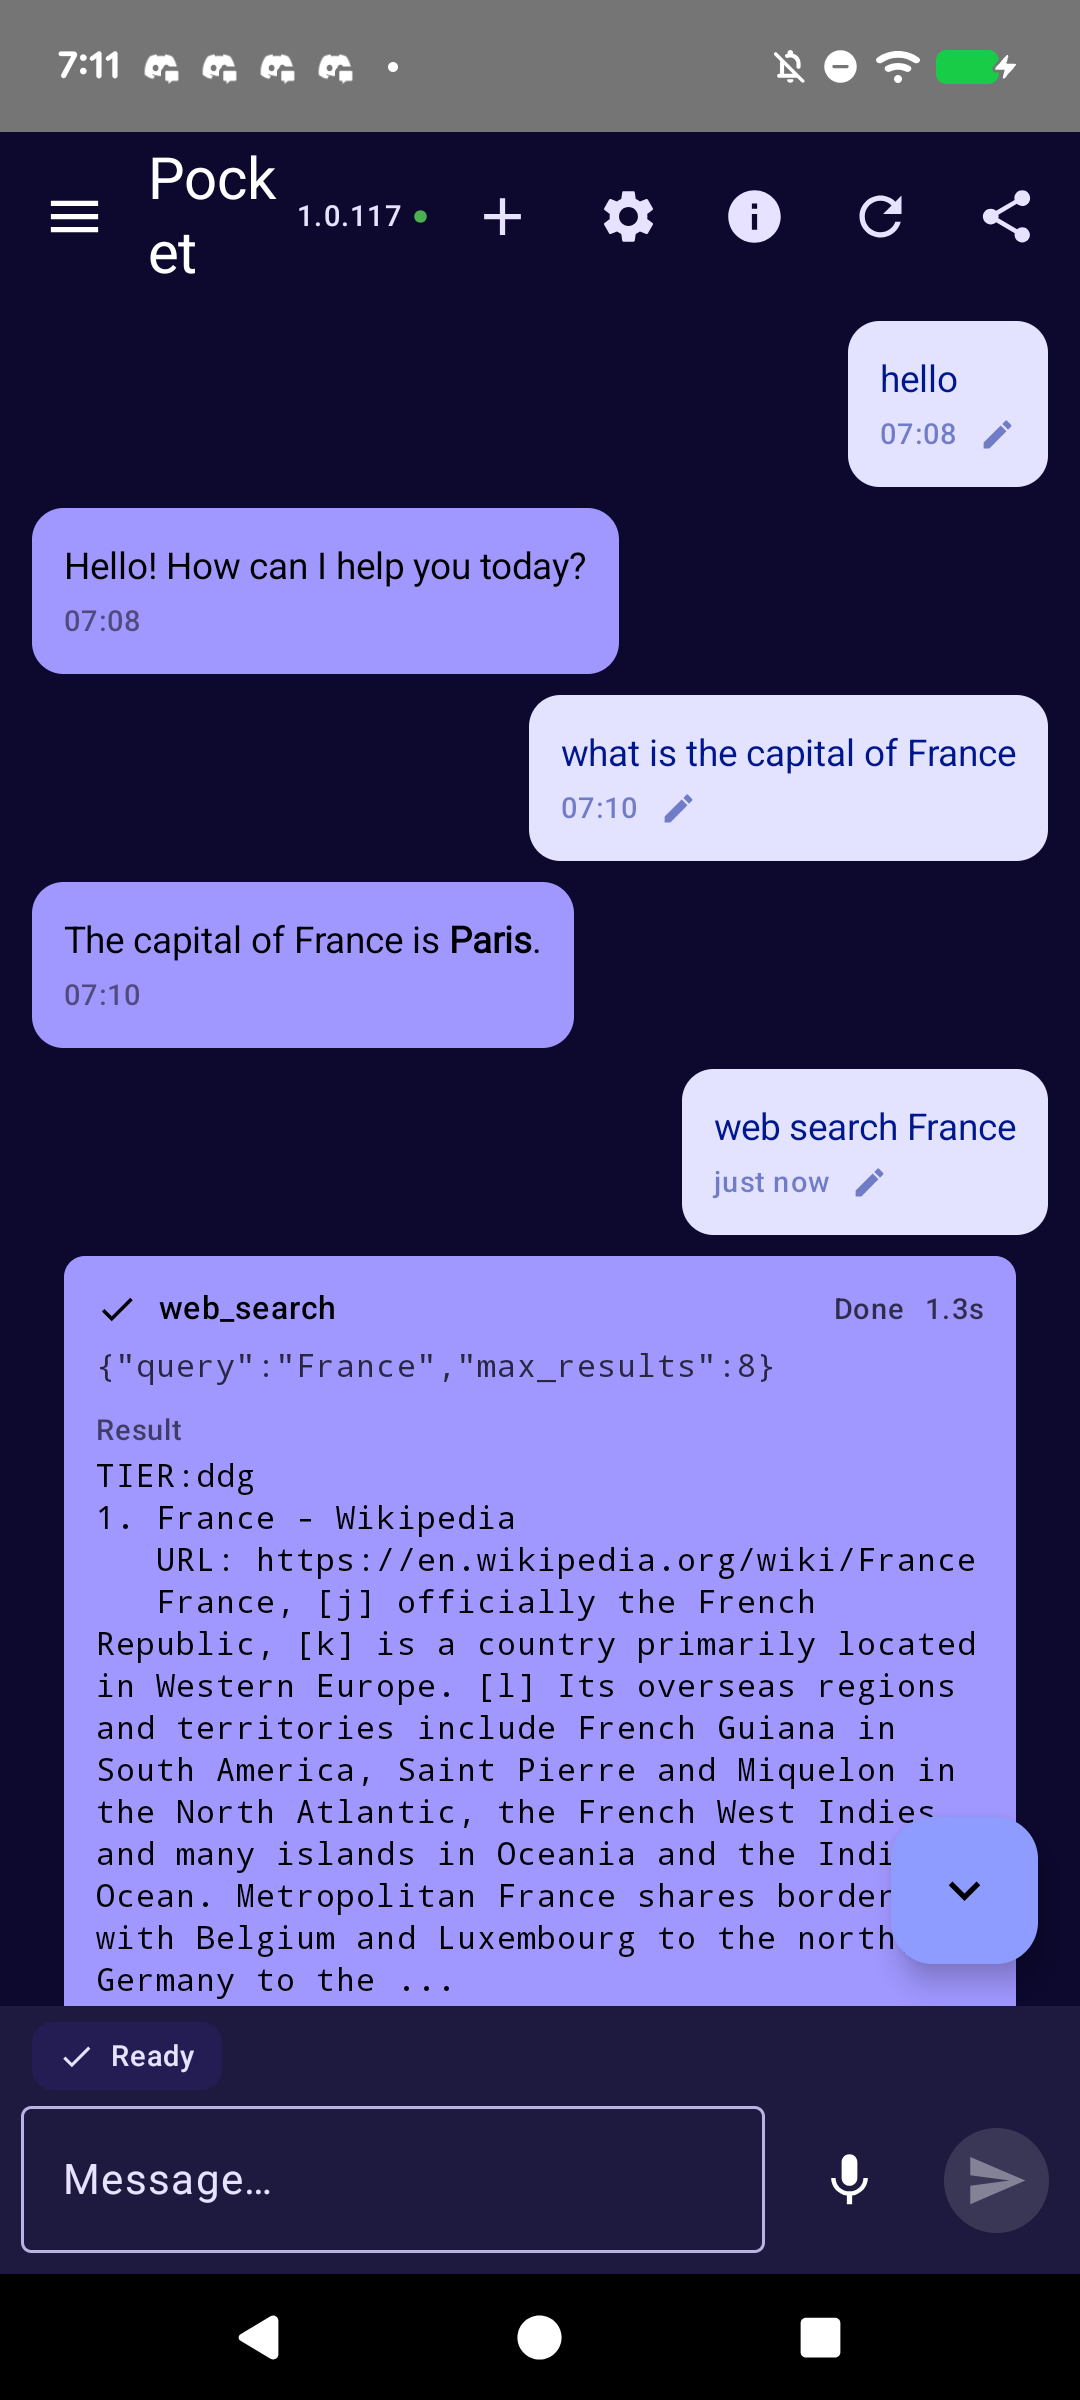 7:11
Pock
et
1.0.117
hello
07:08
Hello! How can I help you today?
07:08
what is the capital of France
07:10
The capital of France is Paris.
07:10
web search France
just now
web_search Done 1.3s
{"query":"France","max_results":8}
Result
TIER:ddg
1. France - Wikipedia
URL: https://en.wikipedia.org/wiki/France
France, [j] officially the French
Republic, [k] is a country primarily located
in Western Europe. [l] Its overseas regions
and territories include French Guiana in
South America, Saint Pierre and Miquelon in
the North Atlantic, the French West Indies
and many islands in Oceania and the Indi
Ocean. Metropolitan France shares border
with Belgium and Luxembourg to the north
Germany to the ...
Ready
Message…